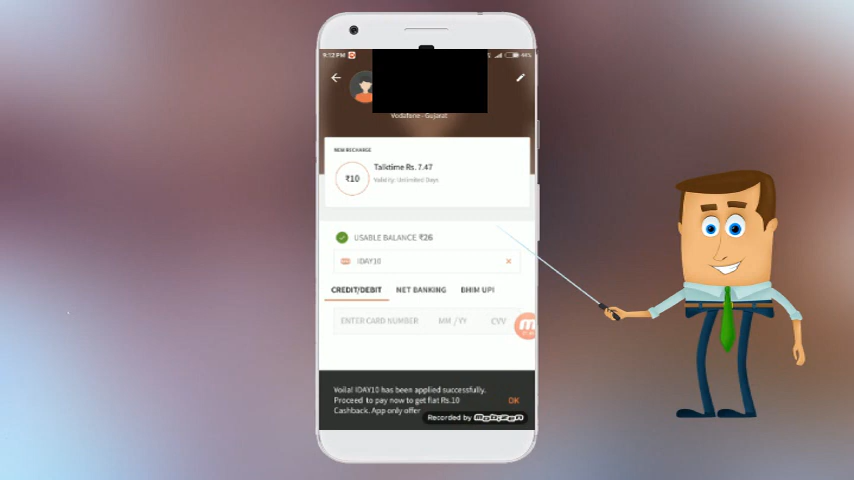 9:12 PM
44%
Vodafone - Gujarat
NEW RECHARGE
₹10
Talktime Rs. 7.47
Validity: Unlimited Days
USABLE BALANCE ₹26
IDAY10
CREDIT/DEBIT NET BANKING BHIM UPI
ENTER CARD NUMBER MM / YY CVV
Voila! IDAY10 has been applied successfully.
Proceed to pay now to get flat Rs.10
Cashback. App only offer
OK
Recorded by mobizen